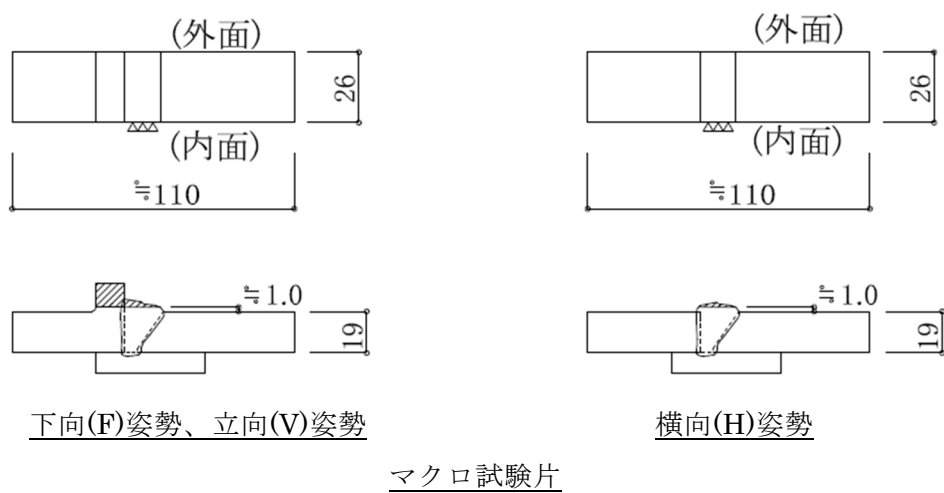 (外面)
26
(内面)
≒110
(外面)
26
(内面)
≒110
≒1.0
19
≒1.0
19
下向(F)姿勢、立向(V)姿勢
横向(H)姿勢
マクロ試験片